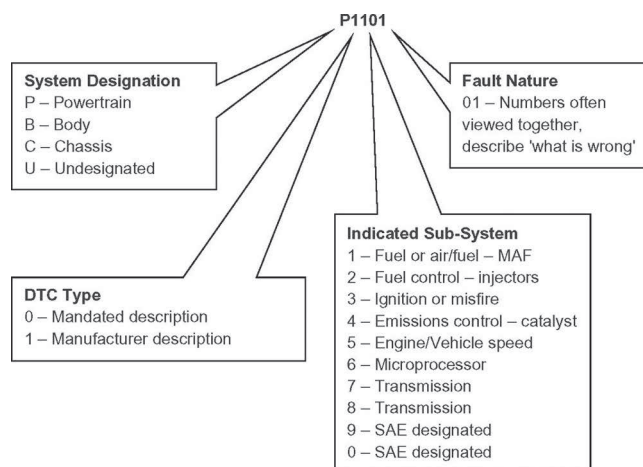 P1101
System Designation
P – Powertrain
B – Body
C – Chassis
U – Undesignated
Fault Nature
01 – Numbers often
viewed together,
describe 'what is wrong'
DTC Type
0 – Mandated description
1 – Manufacturer description
Indicated Sub-System
1 – Fuel or air/fuel – MAF
2 – Fuel control – injectors
3 – Ignition or misfire
4 – Emissions control – catalyst
5 – Engine/Vehicle speed
6 – Microprocessor
7 – Transmission
8 – Transmission
9 – SAE designated
0 – SAE designated